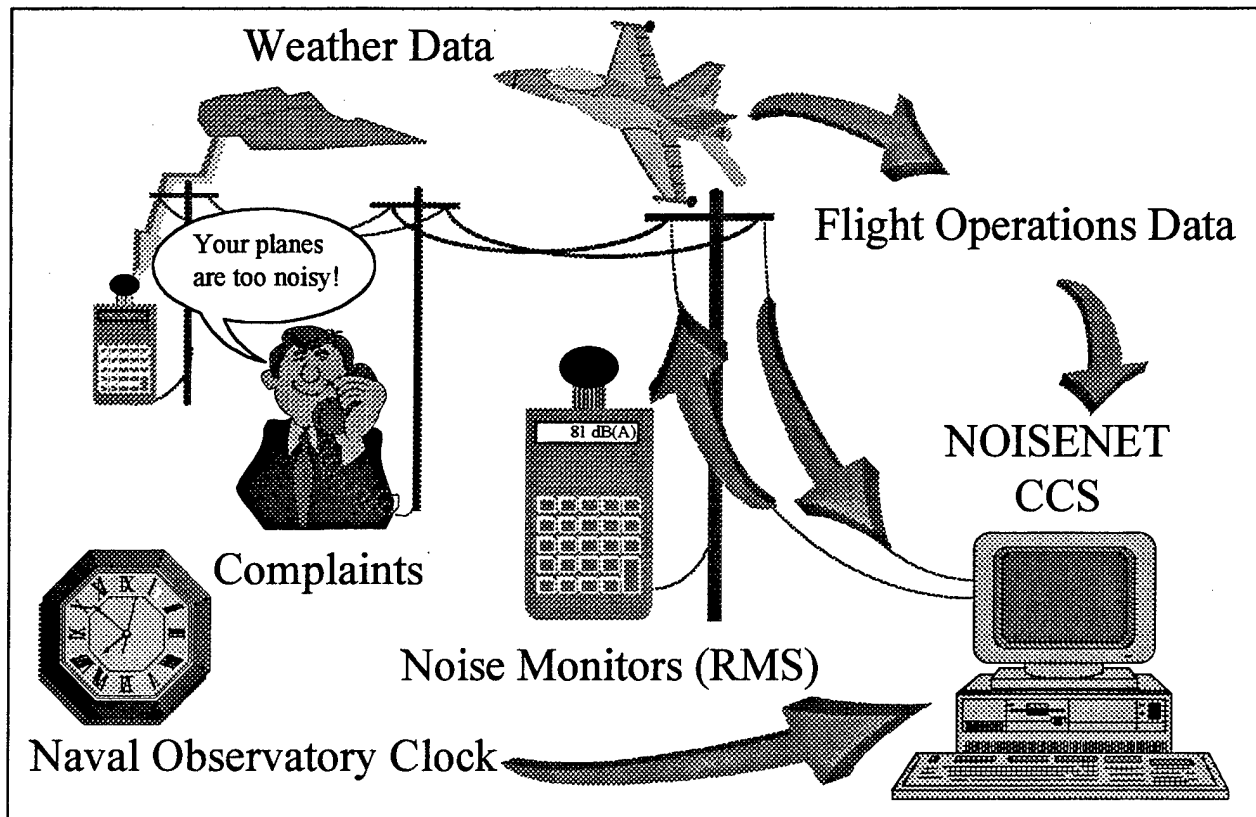 Weather Data
Flight Operations Data
Your planes
are too noisy!
81 dB(A)
NOISENET
CCS
Complaints
Noise Monitors (RMS)
Naval Observatory Clock